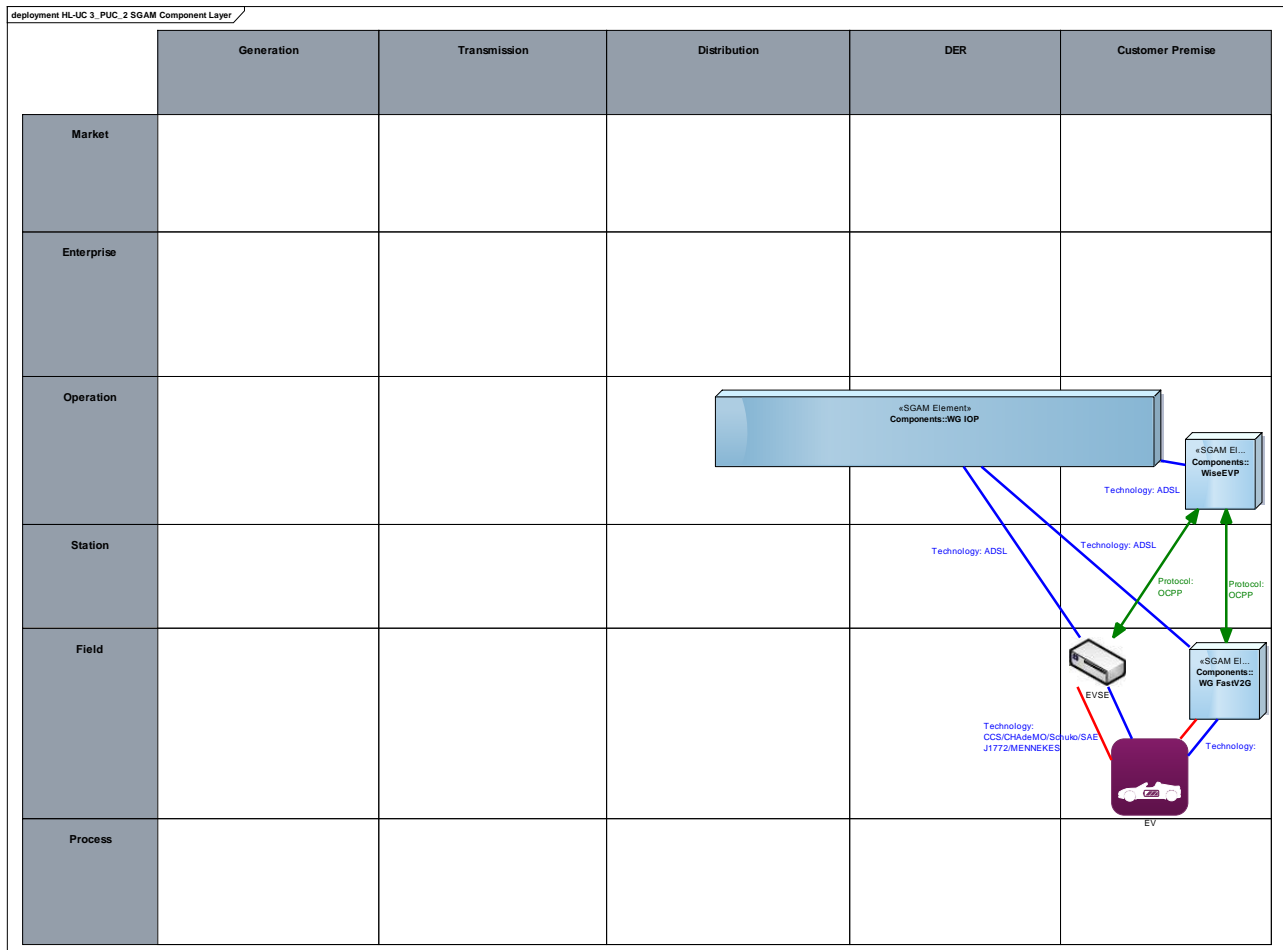 deployment HL-UC 3_PUC_2 SGAM Component Layer
Generation
Transmission
Distribution
DER
Customer Premise
Market
Enterprise
Operation
«SGAM Element»
Components::WG IOP
«SGAM El...
Components::
WiseEVP
Technology: ADSL
Station
Technology: ADSL
Technology: ADSL
Protocol:
OCPP
Protocol:
OCPP
Field
«SGAM El...
Components::
WG FastV2G
EVSE
Technology:
CCS/CHAdeMO/Schuko/SAE
J1772/MENNEKES
Technology:
EV
Process